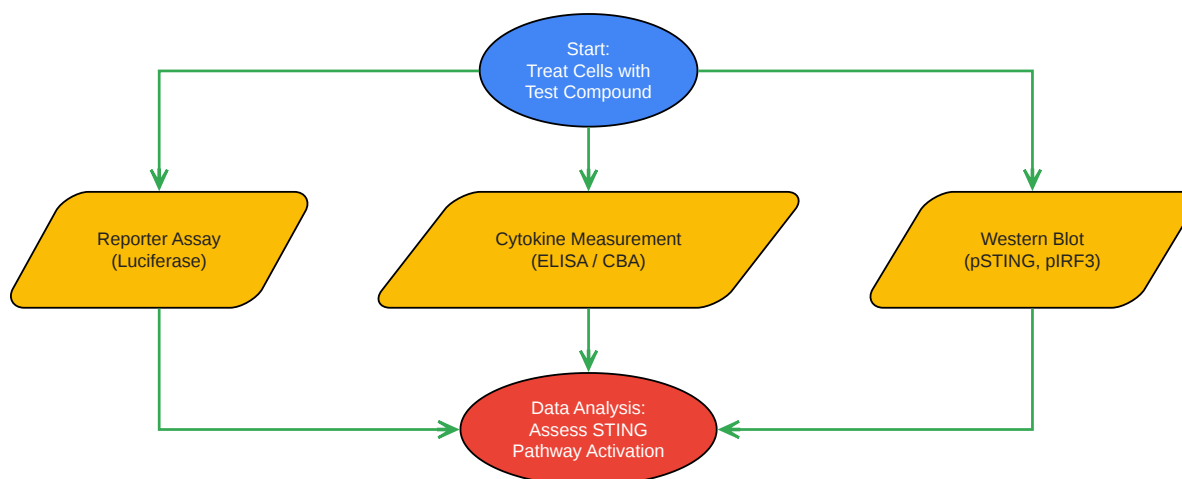 Start:
Treat Cells with
Test Compound
Reporter Assay
(Luciferase)
Cytokine Measurement
(ELISA / CBA)
Western Blot
(pSTING, pIRF3)
Data Analysis:
Assess STING
Pathway Activation